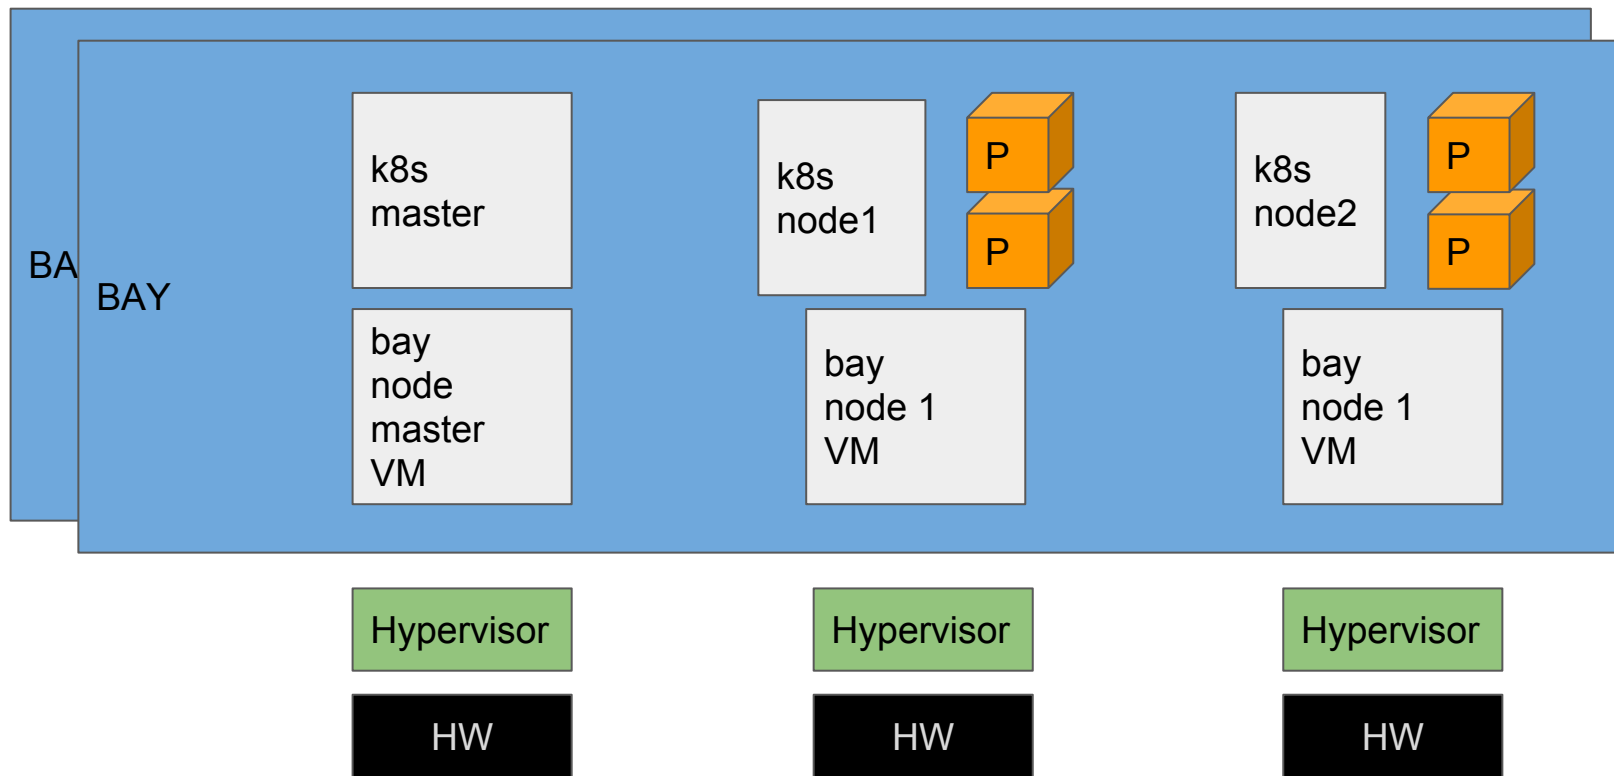 BA
BAY
k8s
master
k8s
node1
P
P
k8s
node2
P
P
bay
node
master
VM
bay
node 1
VM
bay
node 1
VM
Hypervisor
Hypervisor
Hypervisor
HW
HW
HW